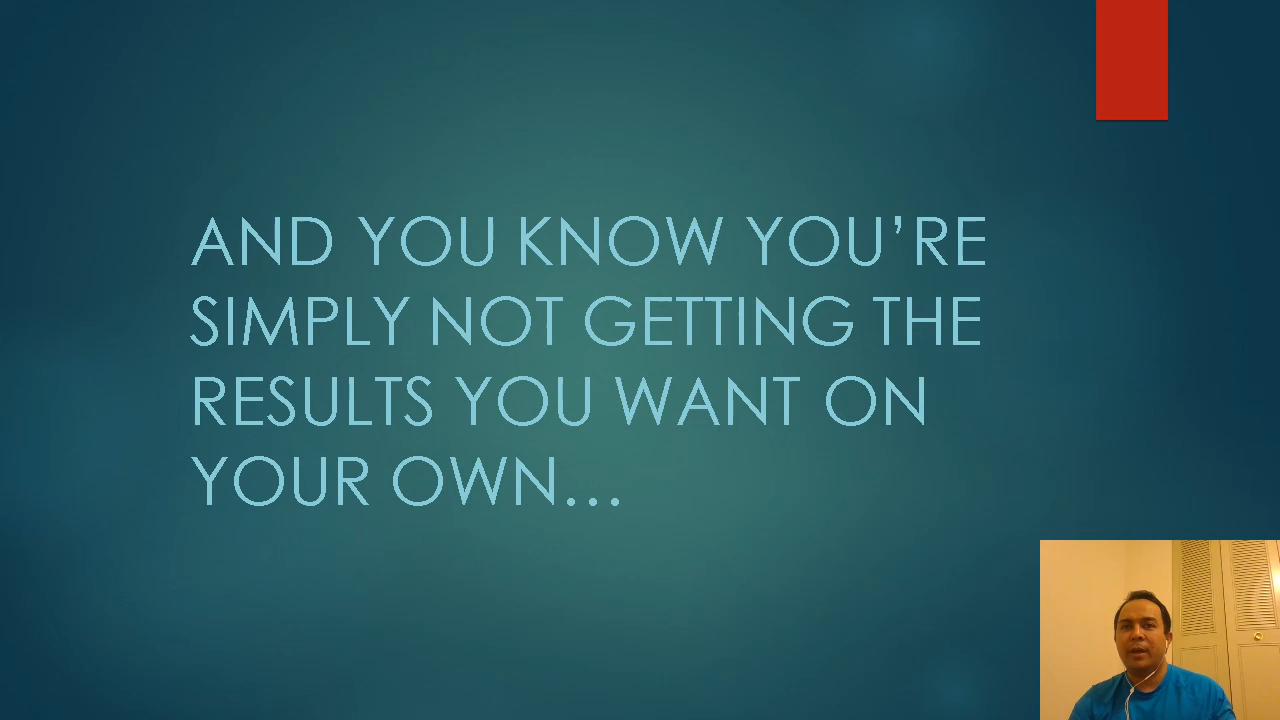 AND YOU KNOW YOU’RE
SIMPLY NOT GETTING THE
RESULTS YOU WANT ON
YOUR OWN…